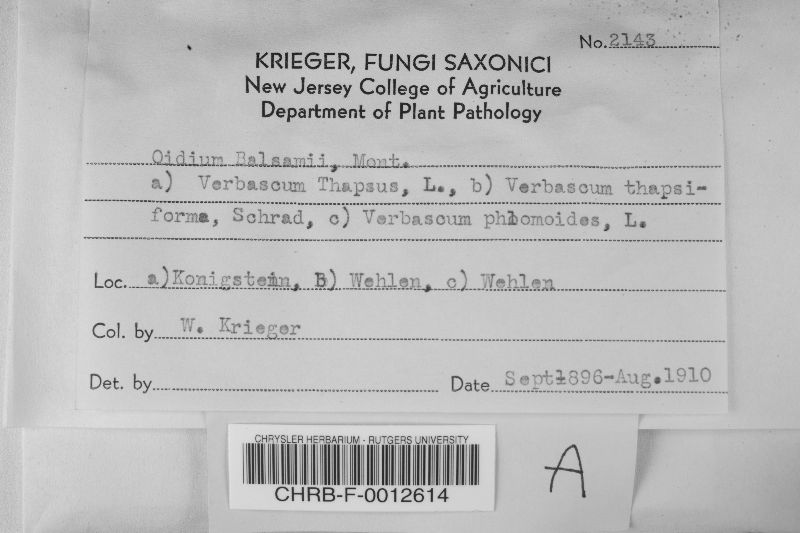 No. 2143
KRIEGER, FUNGI SAXONICI
New Jersey College of Agriculture
Department of Plant Pathology
Oidium Balsamii, Mont.
a) Verbascum Thapsus, L., b) Verbascum thapsi-
forma, Schrad, c) Verbascum phlomoides, L.
Loc. a)Konigstein, B) Wehlen, c) Wehlen
Col. by W. Krieger
Det. by
Date Sept1896-Aug.1910
CHRYSLER HERBARIUM - RUTGERS UNIVERSITY
CHRB-F-0012614
A